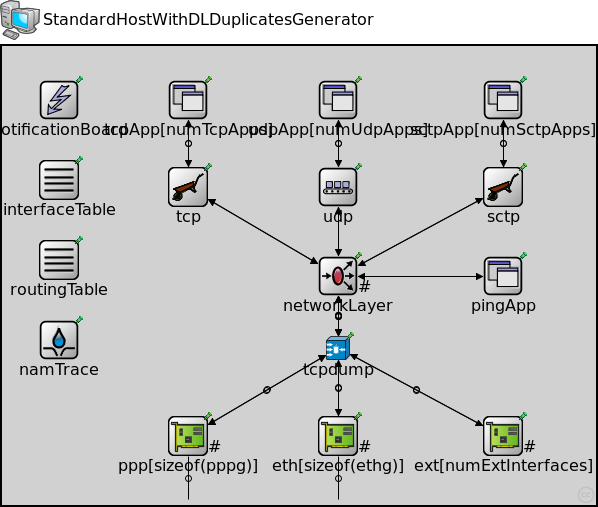 StandardHostWithDLDuplicatesGenerator
otificationBoard
tcpApp[numTcpApps]
udpApp[numUdpApps]
sctpApp[numSctpApps]
interfaceTable
tcp
udp
sctp
routingTable
#
networkLayer
pingApp
namTrace
tcpdump
#
#
#
ppp[sizeof(pppg)]
eth[sizeof(ethg)]
ext[numExtInterfaces]
cc